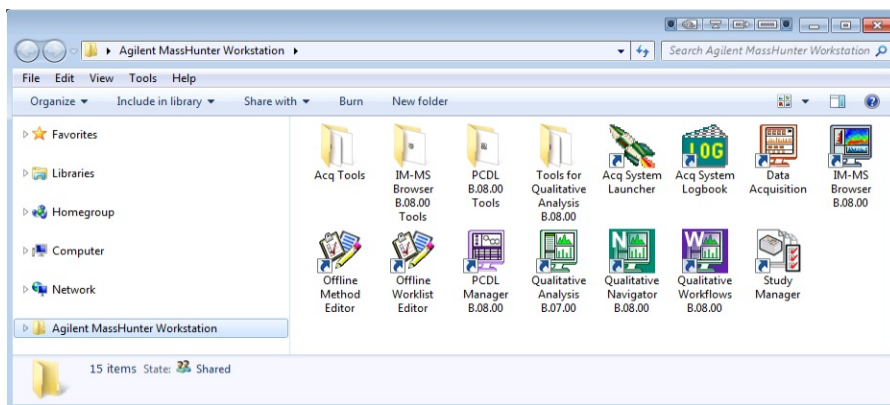 Agilent MassHunter Workstation
Search Agilent MassHunter Workstation
File Edit View Tools Help
Organize Include in library Share with Burn New folder
Favorites
Libraries
Homegroup
Computer
Network
Agilent MassHunter Workstation
Acq Tools
IM-MS
Browser
B.08.00
Tools
PCDL
B.08.00
Tools
Tools for
Qualitative
Analysis
B.08.00
Acq System
Launcher
LOG
Acq System
Logbook
Data
Acquisition
IM-MS
Browser
B.08.00
Offline
Method
Editor
Offline
Worklist
Editor
PCDL
Manager
B.08.00
Qualitative
Analysis
B.07.00
N
Qualitative
Navigator
B.08.00
W
Qualitative
Workflows
B.08.00
Study
Manager
15 items State: Shared